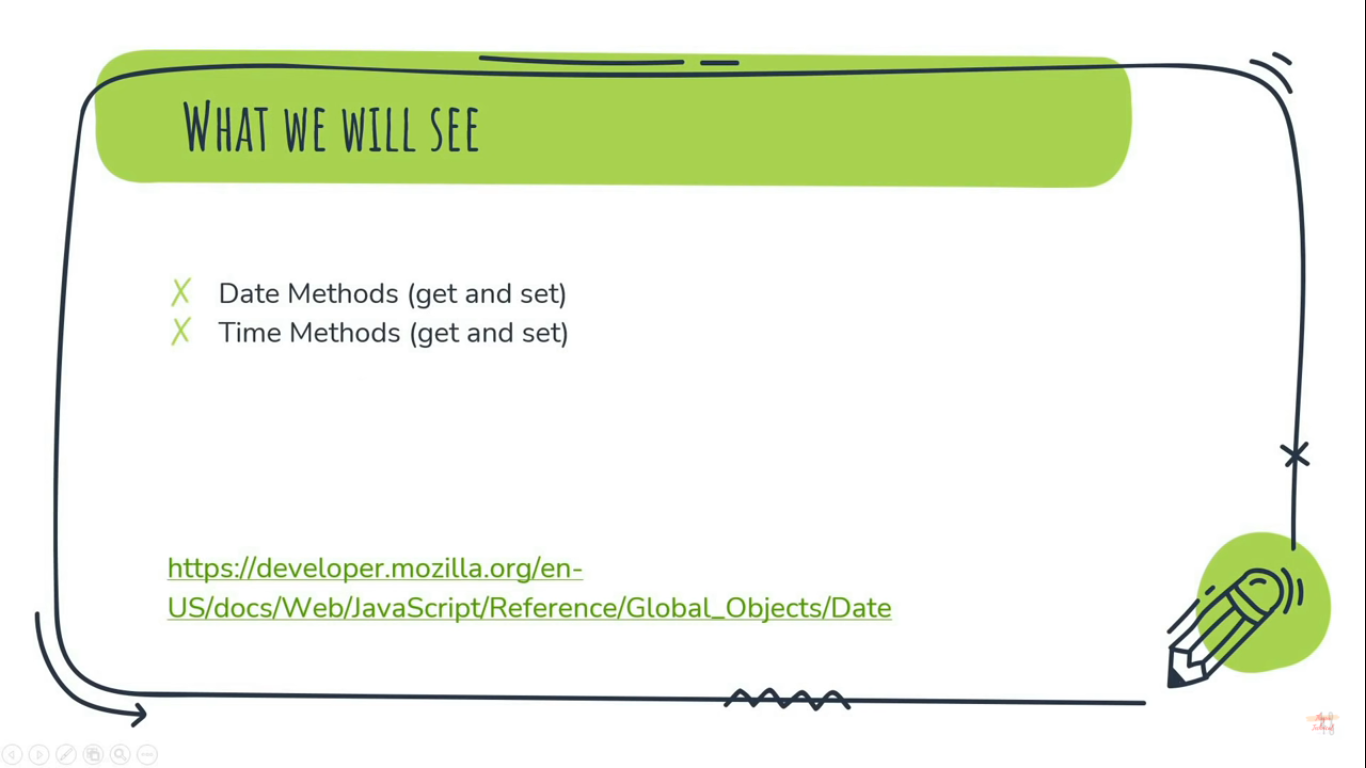 What we will see
Date Methods (get and set)
Time Methods (get and set)
https://developer.mozilla.org/en-
US/docs/Web/JavaScript/Reference/Global_Objects/Date